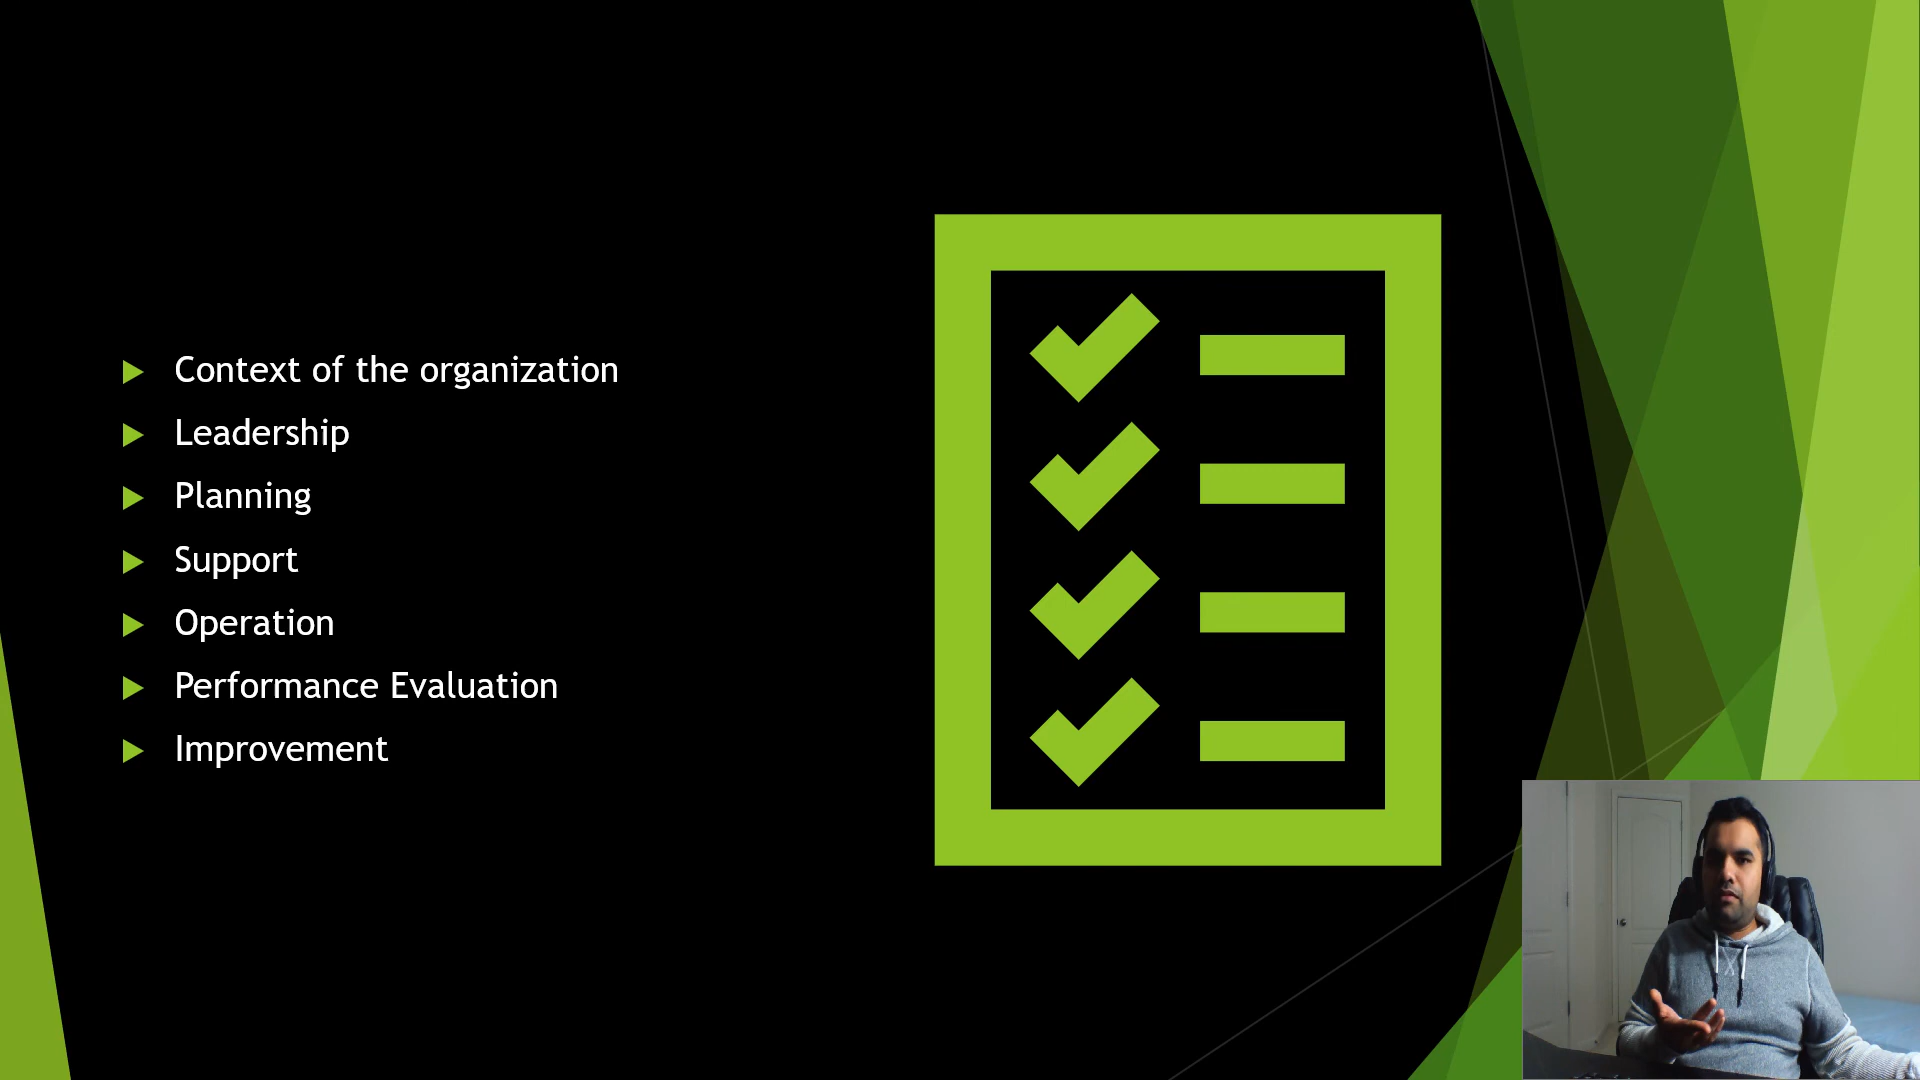 Context of the organization
Leadership
Planning
Support
Operation
Performance Evaluation
Improvement